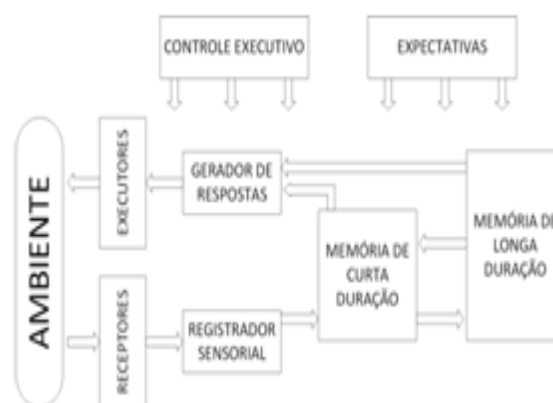 CONTROLE EXECUTIVO
EXPECTATIVAS
AMBIENTE
EXECUTORES
GERADOR DE
RESPOSTAS
MEMÓRIA DE
CURTA
DURAÇÃO
MEMÓRIA DE
LONGA
DURAÇÃO
RECEPTORES
REGISTRADOR
SENSORIAL